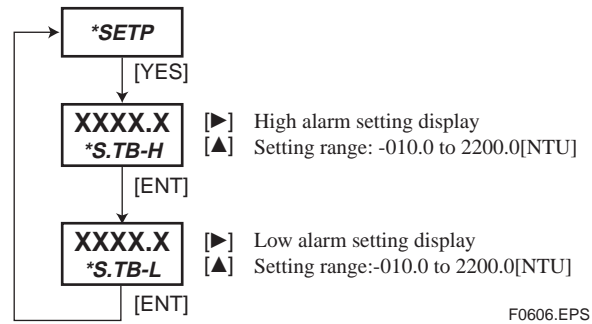 *SETP
[YES]
XXXX.X
*S.TB-H
[►] High alarm setting display
[▲] Setting range: -010.0 to 2200.0[NTU]
[ENT]
XXXX.X
*S.TB-L
[►] Low alarm setting display
[▲] Setting range:-010.0 to 2200.0[NTU]
[ENT]
F0606.EPS